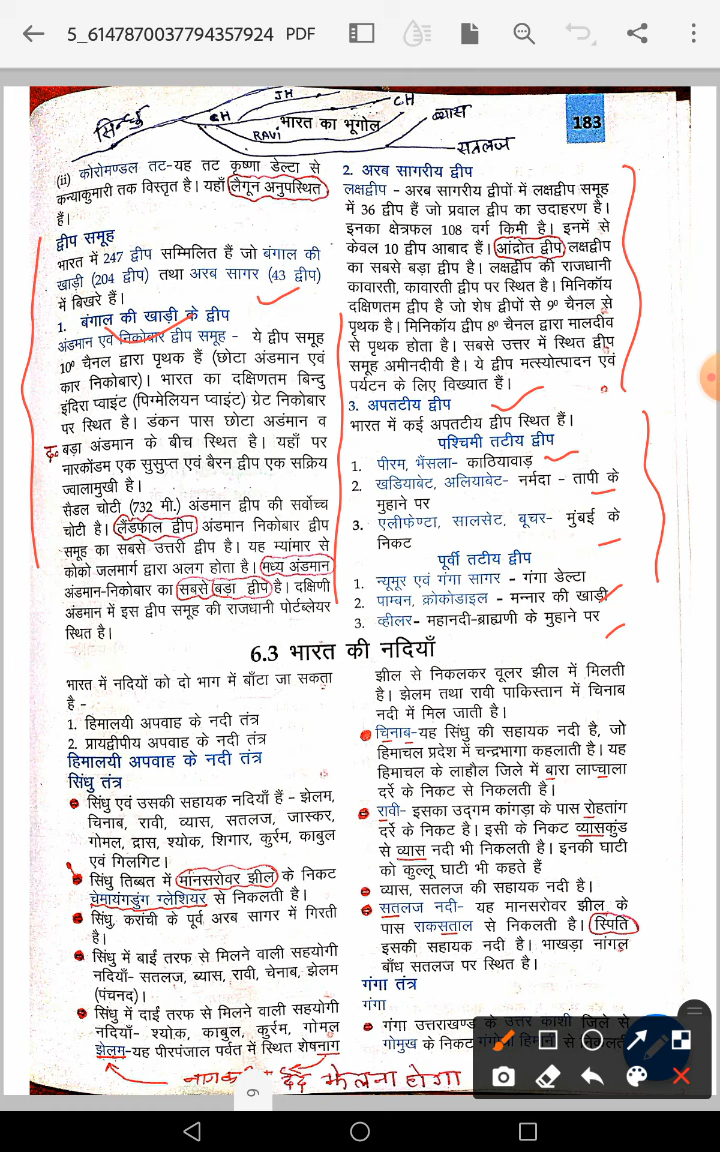 5_6147870037794357924 PDF
सिन्धु
JH
CH
CH
RAVI
भारत का भूगोल
ब्यास
सतलज
183
(ii) कोरोमण्डल तट-यह तट कृष्णा डेल्टा से
कन्याकुमारी तक विस्तृत है। यहाँ लैगून अनुपस्थित
हैं।
द्वीप समूह
भारत में 247 द्वीप सम्मिलित हैं जो बंगाल की
खाड़ी (204 द्वीप) तथा अरब सागर (43 द्वीप)
में बिखरे हैं।
1. बंगाल की खाड़ी के द्वीप
अंडमान एवं निकोबार द्वीप समूह - ये द्वीप समूह
10⁰ चैनल द्वारा पृथक हैं (छोटा अंडमान एवं
कार निकोबार)। भारत का दक्षिणतम बिन्दु
इंदिरा प्वाइंट (पिग्मेलियन प्वाइंट) ग्रेट निकोबार
पर स्थित है। डंकन पास छोटा अडंमान व
द॰ बड़ा अंडमान के बीच स्थित है। यहाँ पर
नारकोंडम एक सुसुप्त एवं बैरन द्वीप एक सक्रिय
ज्वालामुखी है।
सैडल चोटी (732 मी.) अंडमान द्वीप की सर्वोच्च
चोटी है। लैंडफाल द्वीप अंडमान निकोबार द्वीप
समूह का सबसे उत्तरी द्वीप है। यह म्यांमार से
कोको जलमार्ग द्वारा अलग होता है। मध्य अंडमान
अंडमान-निकोबार का सबसे बड़ा द्वीप है। दक्षिणी
अंडमान में इस द्वीप समूह की राजधानी पोर्टब्लेयर
स्थित है।
2. अरब सागरीय द्वीप
लक्षद्वीप - अरब सागरीय द्वीपों में लक्षद्वीप समूह
में 36 द्वीप हैं जो प्रवाल द्वीप का उदाहरण है।
इनका क्षेत्रफल 108 वर्ग किमी है। इनमें से
केवल 10 द्वीप आबाद हैं। आंद्रोत द्वीप लक्षद्वीप
का सबसे बड़ा द्वीप है। लक्षद्वीप की राजधानी
कावारती, कावारती द्वीप पर स्थित है। मिनिकॉय
दक्षिणतम द्वीप है जो शेष द्वीपों से 9⁰ चैनल से
पृथक है। मिनिकॉय द्वीप 8⁰ चैनल द्वारा मालदीव
से पृथक होता है। सबसे उत्तर में स्थित द्वीप
समूह अमीनदीवी है। ये द्वीप मत्स्योत्पादन एवं
पर्यटन के लिए विख्यात हैं।
3. अपतटीय द्वीप
भारत में कई अपतटीय द्वीप स्थित हैं।
पश्चिमी तटीय द्वीप
1. पीरम, भैंसला- काठियावाड़
2. खडियाबेट, अलियाबेट- नर्मदा - तापी के
मुहाने पर
3. एलीफेण्टा, सालसेट, बूचर- मुंबई के
निकट
पूर्वी तटीय द्वीप
1. न्यूमूर एवं गंगा सागर - गंगा डेल्टा
2. पाम्बन, क्रोकोडाइल - मन्नार की खाड़ी
3. व्हीलर- महानदी-ब्राह्मणी के मुहाने पर
6.3 भारत की नदियाँ
भारत में नदियों को दो भाग में बाँटा जा सकता
है -
1. हिमालयी अपवाह के नदी तंत्र
2. प्रायद्वीपीय अपवाह के नदी तंत्र
हिमालयी अपवाह के नदी तंत्र
सिंधु तंत्र
सिंधु एवं उसकी सहायक नदियाँ हैं - झेलम,
चिनाब, रावी, व्यास, सतलज, जास्कर,
गोमल, द्रास, श्योक, शिगार, कुर्रम, काबुल
एवं गिलगिट।
सिंधु तिब्बत में मानसरोवर झील के निकट
चेमायंगडुंग ग्लेशियर से निकलती है।
सिंधु, करांची के पूर्व अरब सागर में गिरती
है।
सिंधु में बाईं तरफ से मिलने वाली सहयोगी
नदियाँ- सतलज, ब्यास, रावी, चेनाब, झेलम
(पंचनद)।
सिंधु में दाईं तरफ से मिलने वाली सहयोगी
नदियाँ- श्योक, काबुल, कुर्रम, गोमल
झेलम-यह पीरपंजाल पर्वत में स्थित शेषनाग
झील से निकलकर वूलर झील में मिलती
है। झेलम तथा रावी पाकिस्तान में चिनाब
नदी में मिल जाती है।
चिनाब-यह सिंधु की सहायक नदी है, जो
हिमाचल प्रदेश में चन्द्रभागा कहलाती है। यह
हिमाचल के लाहौल जिले में बारा लाप्चाला
दर्रे के निकट से निकलती है।
रावी- इसका उद्गम कांगड़ा के पास रोहतांग
दर्रे के निकट है। इसी के निकट व्यासकुंड
से व्यास नदी भी निकलती है। इनकी घाटी
को कुल्लू घाटी भी कहते हैं
व्यास, सतलज की सहायक नदी है।
सतलज नदी- यह मानसरोवर झील के
पास राकसताल से निकलती है। स्पिति
इसकी सहायक नदी है। भाखड़ा नांगल
बाँध सतलज पर स्थित है।
गंगा तंत्र
गंगा
गंगा उत्तराखण्ड के उत्तर काशी जिले से
गोमुख के निकट गंगोत्री हिमानी से निकलती
दर्द झेलना होगा